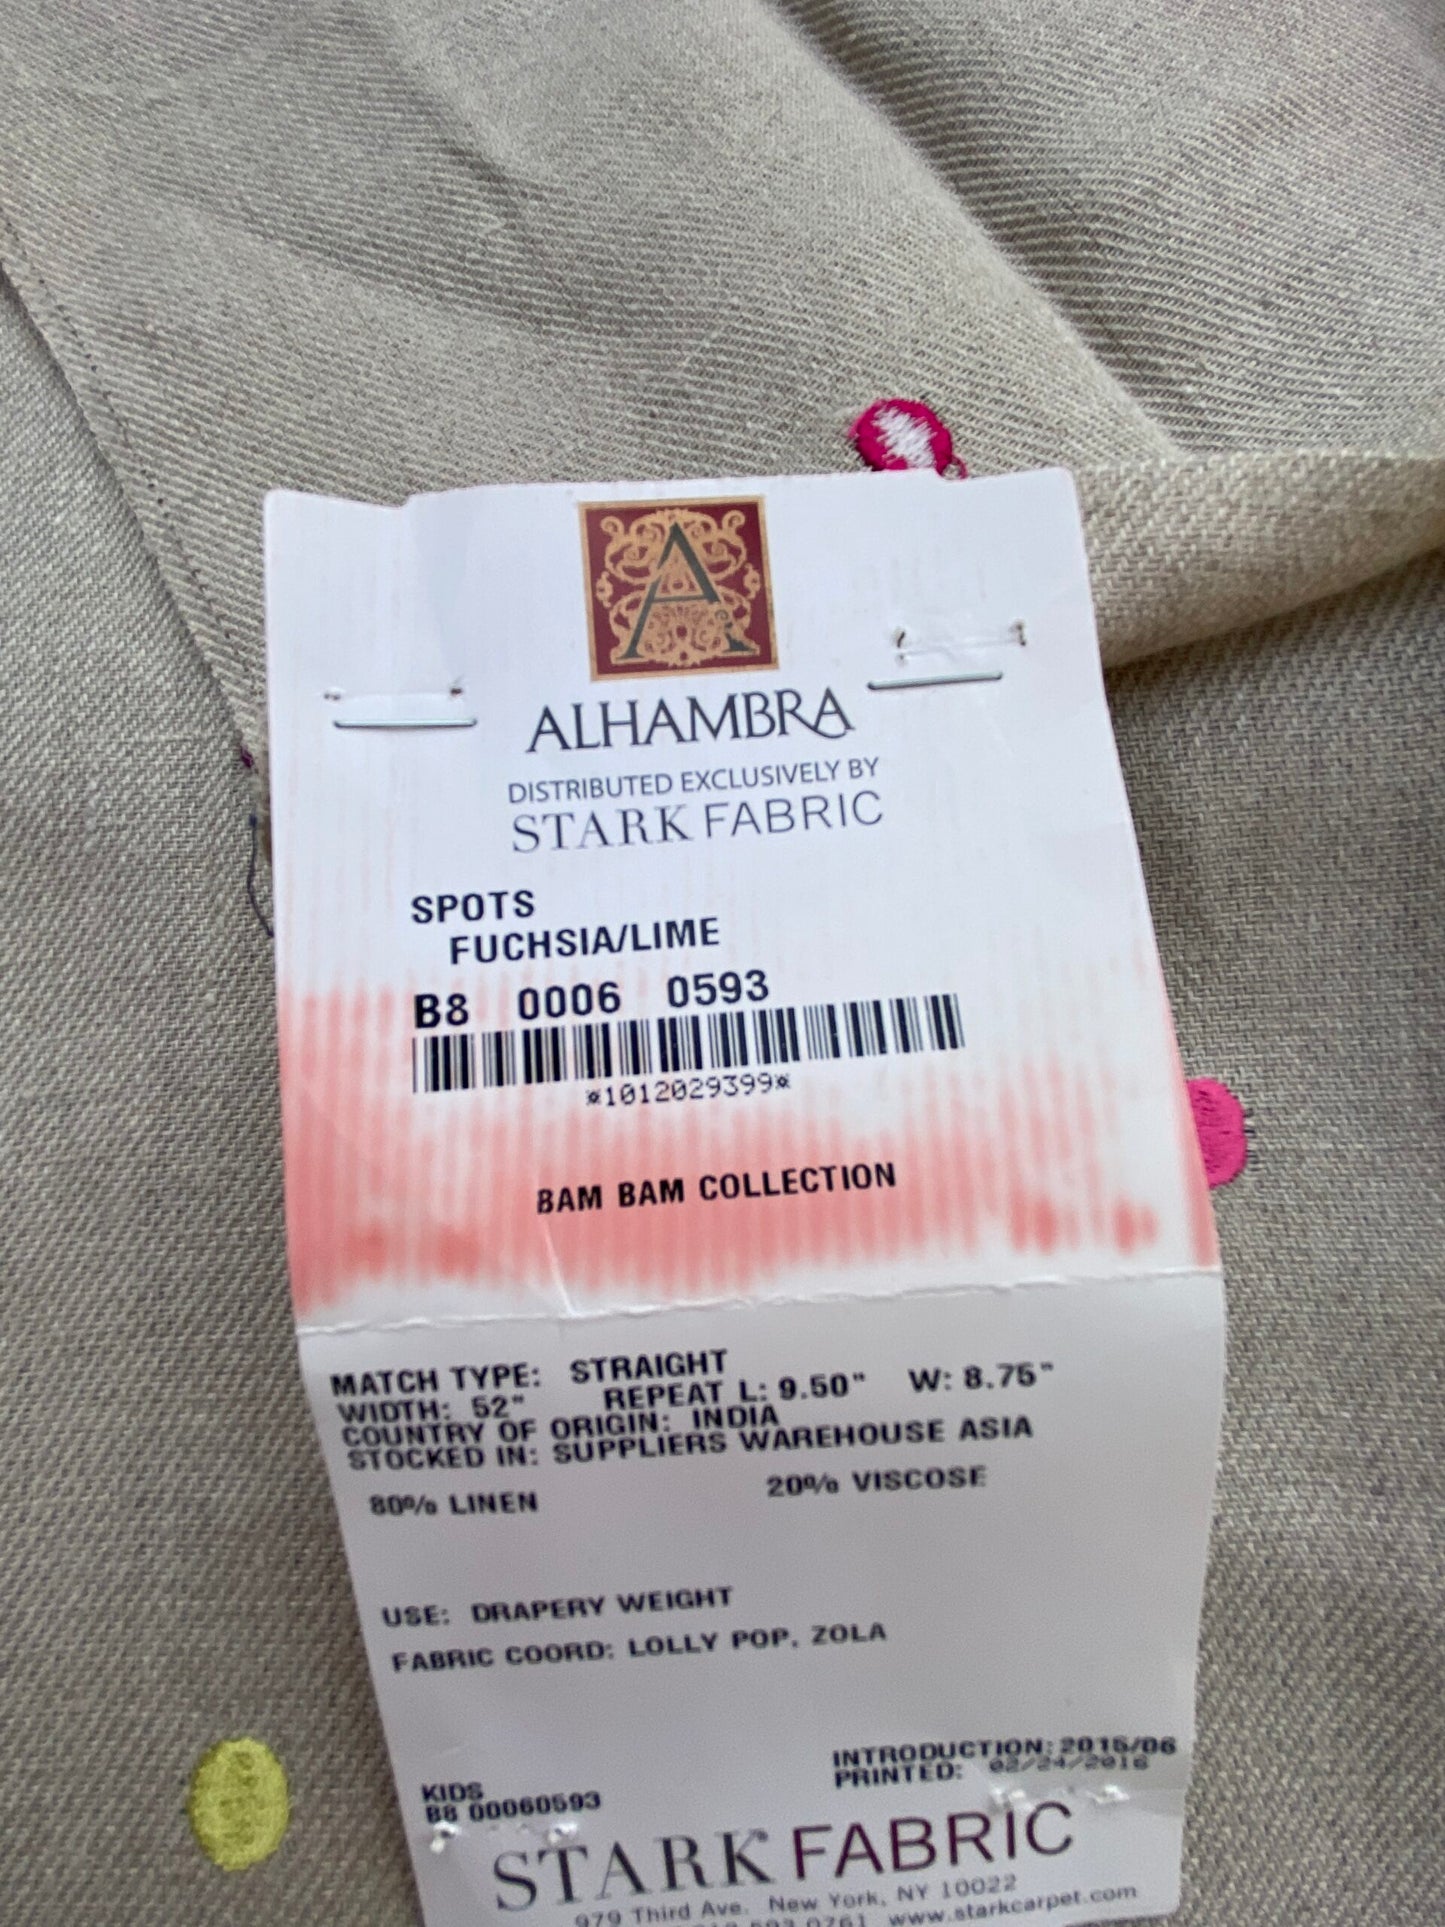 A
ALHAMBRA
DISTRIBUTED EXCLUSIVELY BY
STARK FABRIC
SPOTS
FUCHSIA/LIME
B8 0006 0593
*1012029399*
BAM BAM COLLECTION
MATCH TYPE: STRAIGHT
WIDTH: 52" REPEAT L: 9.50" W: 8.75"
COUNTRY OF ORIGIN: INDIA
STOCKED IN: SUPPLIERS WAREHOUSE ASIA
80% LINEN 20% VISCOSE
USE: DRAPERY WEIGHT
FABRIC COORD: LOLLY POP, ZOLA
INTRODUCTION: 2015/06
PRINTED: 02/24/2016
KIDS
B8 00060593
STARK FABRIC
979 Third Ave. New York, NY 10022
www.starkcarpet.com